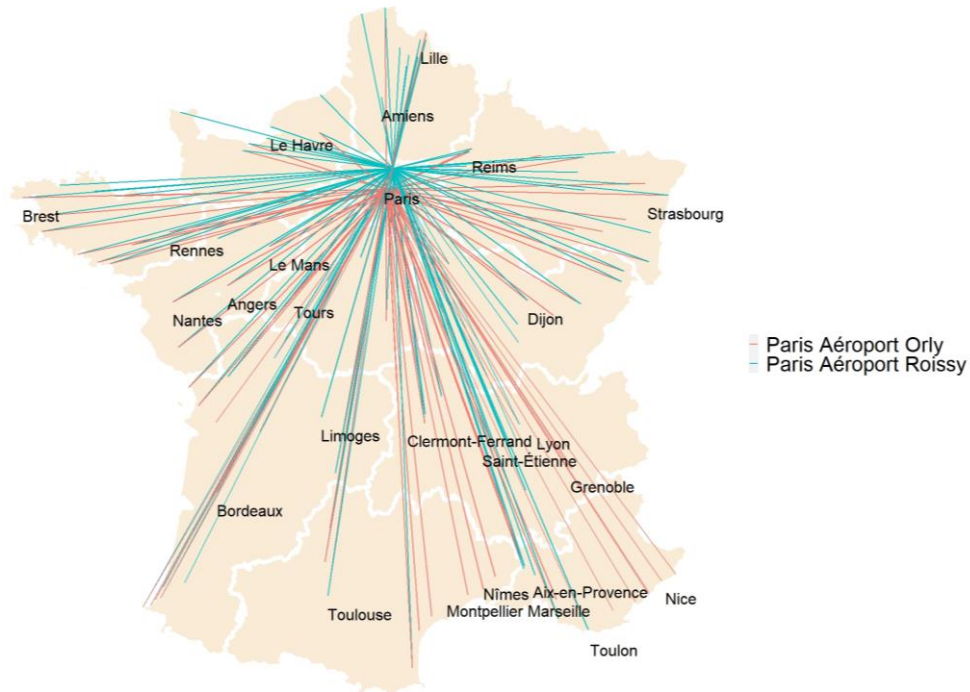 Lille
Amiens
Le Havre
Reims
Paris
Brest
Strasbourg
Rennes
Le Mans
Angers
Tours
Nantes
Dijon
Paris Aéroport Orly
Paris Aéroport Roissy
Limoges
Clermont-Ferrand
Lyon
Saint-Étienne
Grenoble
Bordeaux
Nîmes
Aix-en-Provence
Nice
Toulouse
Montpellier
Marseille
Toulon